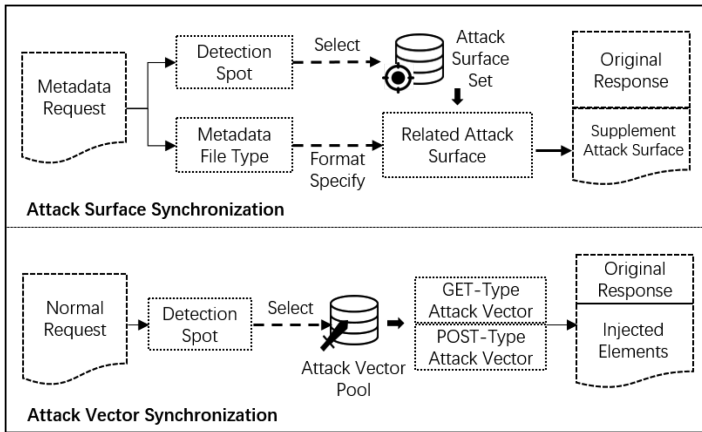 Metadata
Request
Detection
Spot
Select
Attack
Surface
Set
Original
Response
Metadata
File Type
Format
Specify
Related Attack
Surface
Supplement
Attack Surface
Attack Surface Synchronization
Normal
Request
Detection
Spot
Select
Attack Vector
Pool
GET-Type
Attack Vector
POST-Type
Attack Vector
Original
Response
Injected
Elements
Attack Vector Synchronization